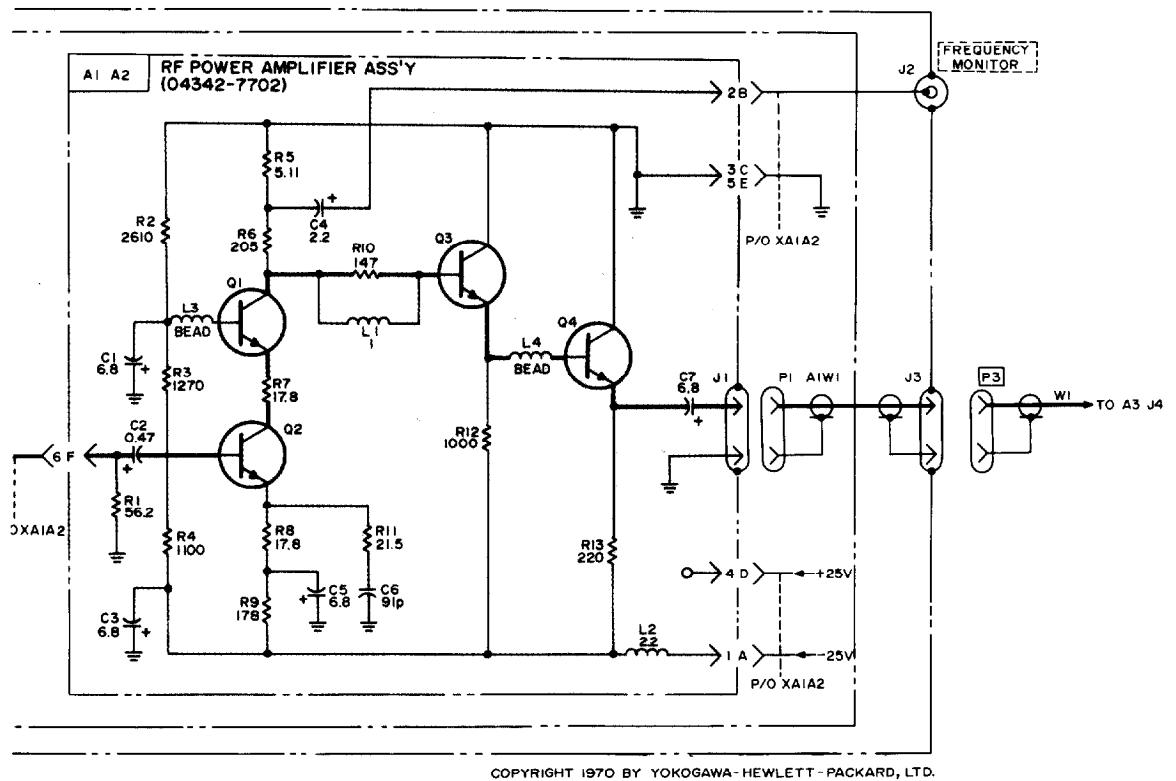 A1 A2
RF POWER AMPLIFIER ASS'Y
(04342-7702)
FREQUENCY
MONITOR
J2
2B
3C
5E
P/O XA1A2
R5
5.11
C4
2.2
R2
2610
R6
205
R10
147
Q3
Q1
L3
BEAD
L1
Q4
L4
BEAD
C1
6.8
R3
1270
R7
17.8
C7
6.8
J1
P1
A1W1
J3
P3
W1
TO A3 J4
C2
0.47
Q2
R12
1000
6 F
R1
56.2
XA1A2
R4
1100
R8
17.8
R11
21.5
R13
220
4 D
+25V
C3
6.8
R9
178
C5
6.8
C6
91p
L2
22
1 A
-25V
P/O XA1A2
COPYRIGHT 1970 BY YOKOGAWA-HEWLETT-PACKARD, LTD.